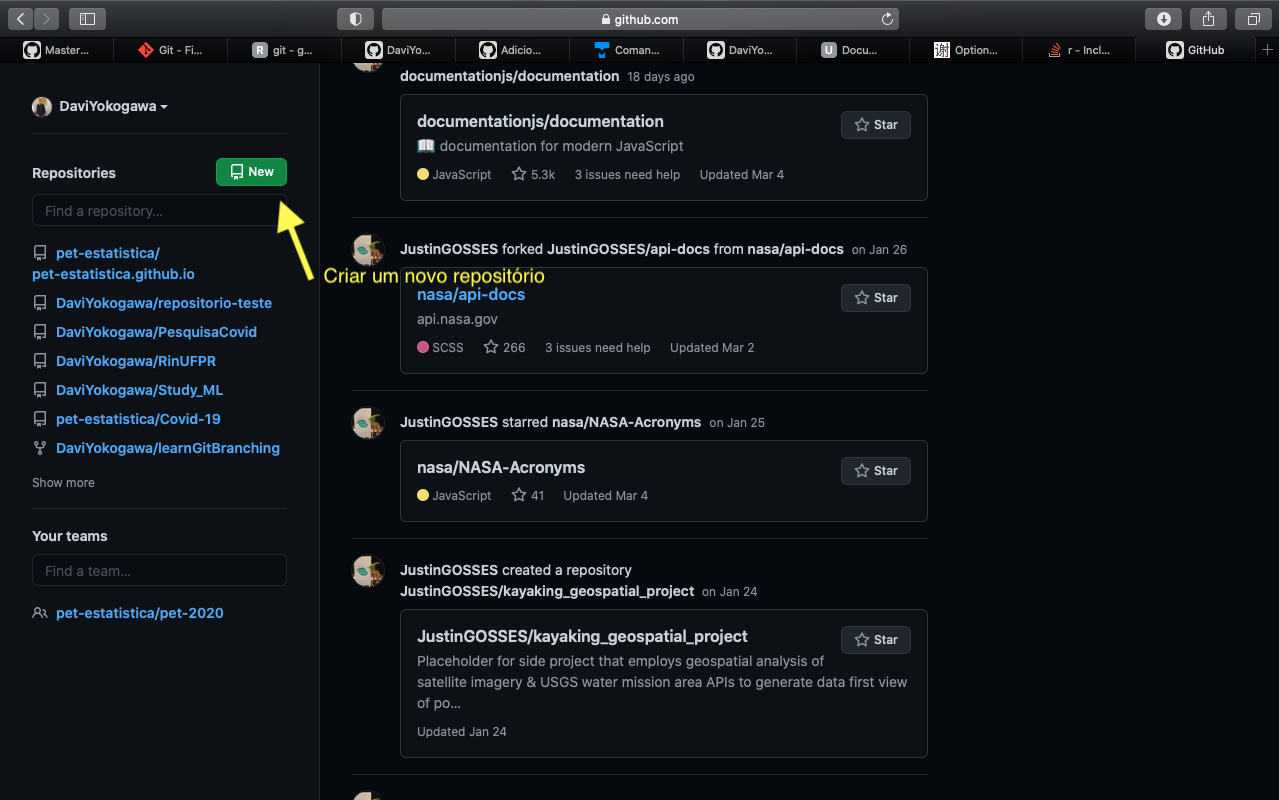 github.com
Master...
Git - Fi...
git - g...
DaviYo...
Adicio...
Coman...
DaviYo...
Docu...
谢 Option...
r - Incl...
GitHub
DaviYokogawa
Repositories
New
Find a repository...
pet-estatistica/
pet-estatistica.github.io
DaviYokogawa/repositorio-teste
DaviYokogawa/PesquisaCovid
DaviYokogawa/RinUFPR
DaviYokogawa/Study_ML
pet-estatistica/Covid-19
DaviYokogawa/learnGitBranching
Show more
Your teams
Find a team...
pet-estatistica/pet-2020
Criar um novo repositório
documentationjs/documentation 18 days ago
documentationjs/documentation
Star
documentation for modern JavaScript
JavaScript 5.3k 3 issues need help Updated Mar 4
JustinGOSSES forked JustinGOSSES/api-docs from nasa/api-docs on Jan 26
nasa/api-docs
Star
api.nasa.gov
SCSS 266 3 issues need help Updated Mar 2
JustinGOSSES starred nasa/NASA-Acronyms on Jan 25
nasa/NASA-Acronyms
Star
JavaScript 41 Updated Mar 4
JustinGOSSES created a repository
JustinGOSSES/kayaking_geospatial_project on Jan 24
JustinGOSSES/kayaking_geospatial_project
Star
Placeholder for side project that employs geospatial analysis of
satellite imagery & USGS water mission area APIs to generate data first view
of po...
Updated Jan 24